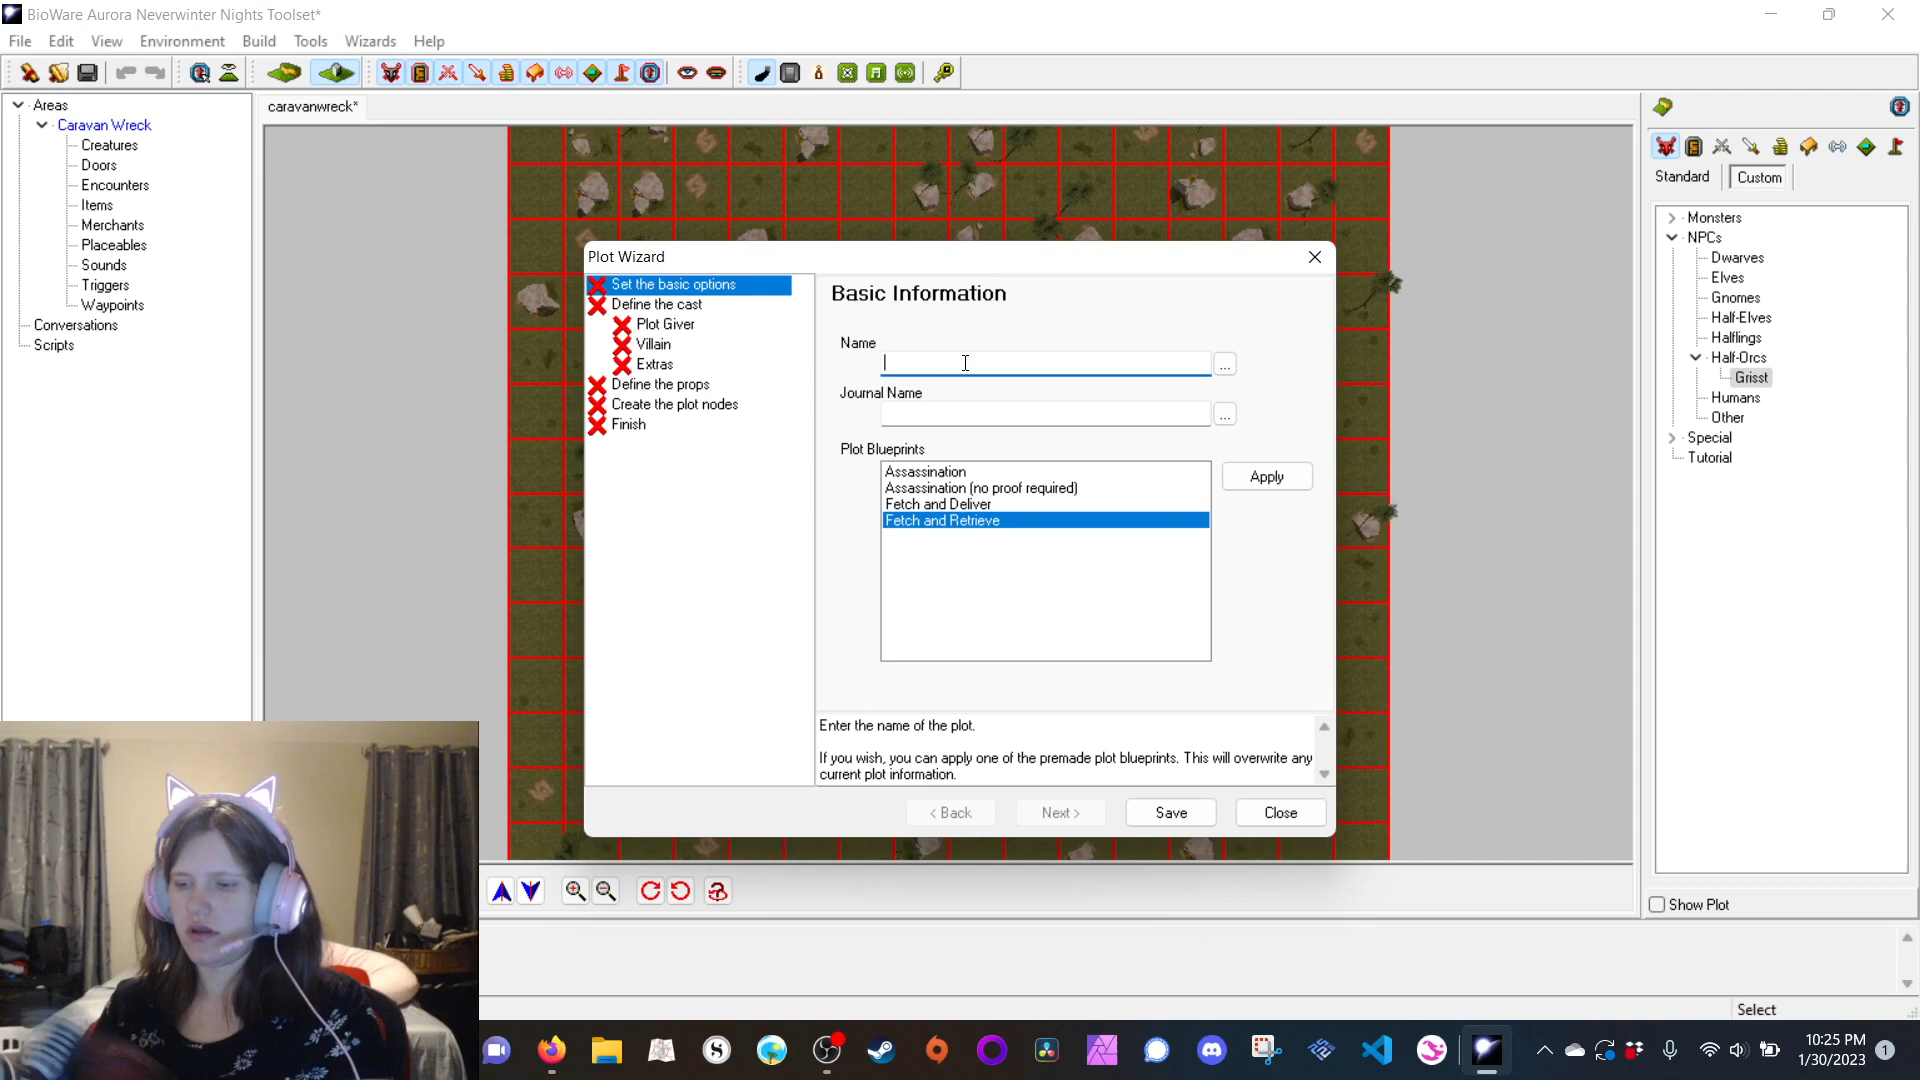 BioWare Aurora Neverwinter Nights Toolset*
File Edit View Environment Build Tools Wizards Help
Areas
Caravan Wreck
Creatures
Doors
Encounters
Items
Merchants
Placeables
Sounds
Triggers
Waypoints
Conversations
Scripts
caravanwreck*
Plot Wizard
Set the basic options
Define the cast
Plot Giver
Villain
Extras
Define the props
Create the plot nodes
Finish
Basic Information
Name
...
Journal Name
...
Plot Blueprints
Assassination
Assassination (no proof required)
Fetch and Deliver
Fetch and Retrieve
Apply
Enter the name of the plot.
If you wish, you can apply one of the premade plot blueprints. This will overwrite any
current plot information.
< Back Next > Save Close
Standard Custom
Monsters
NPCs
Dwarves
Elves
Gnomes
Half-Elves
Halflings
Half-Orcs
Grisst
Humans
Other
Special
Tutorial
Show Plot
Select
10:25 PM
1/30/2023
1